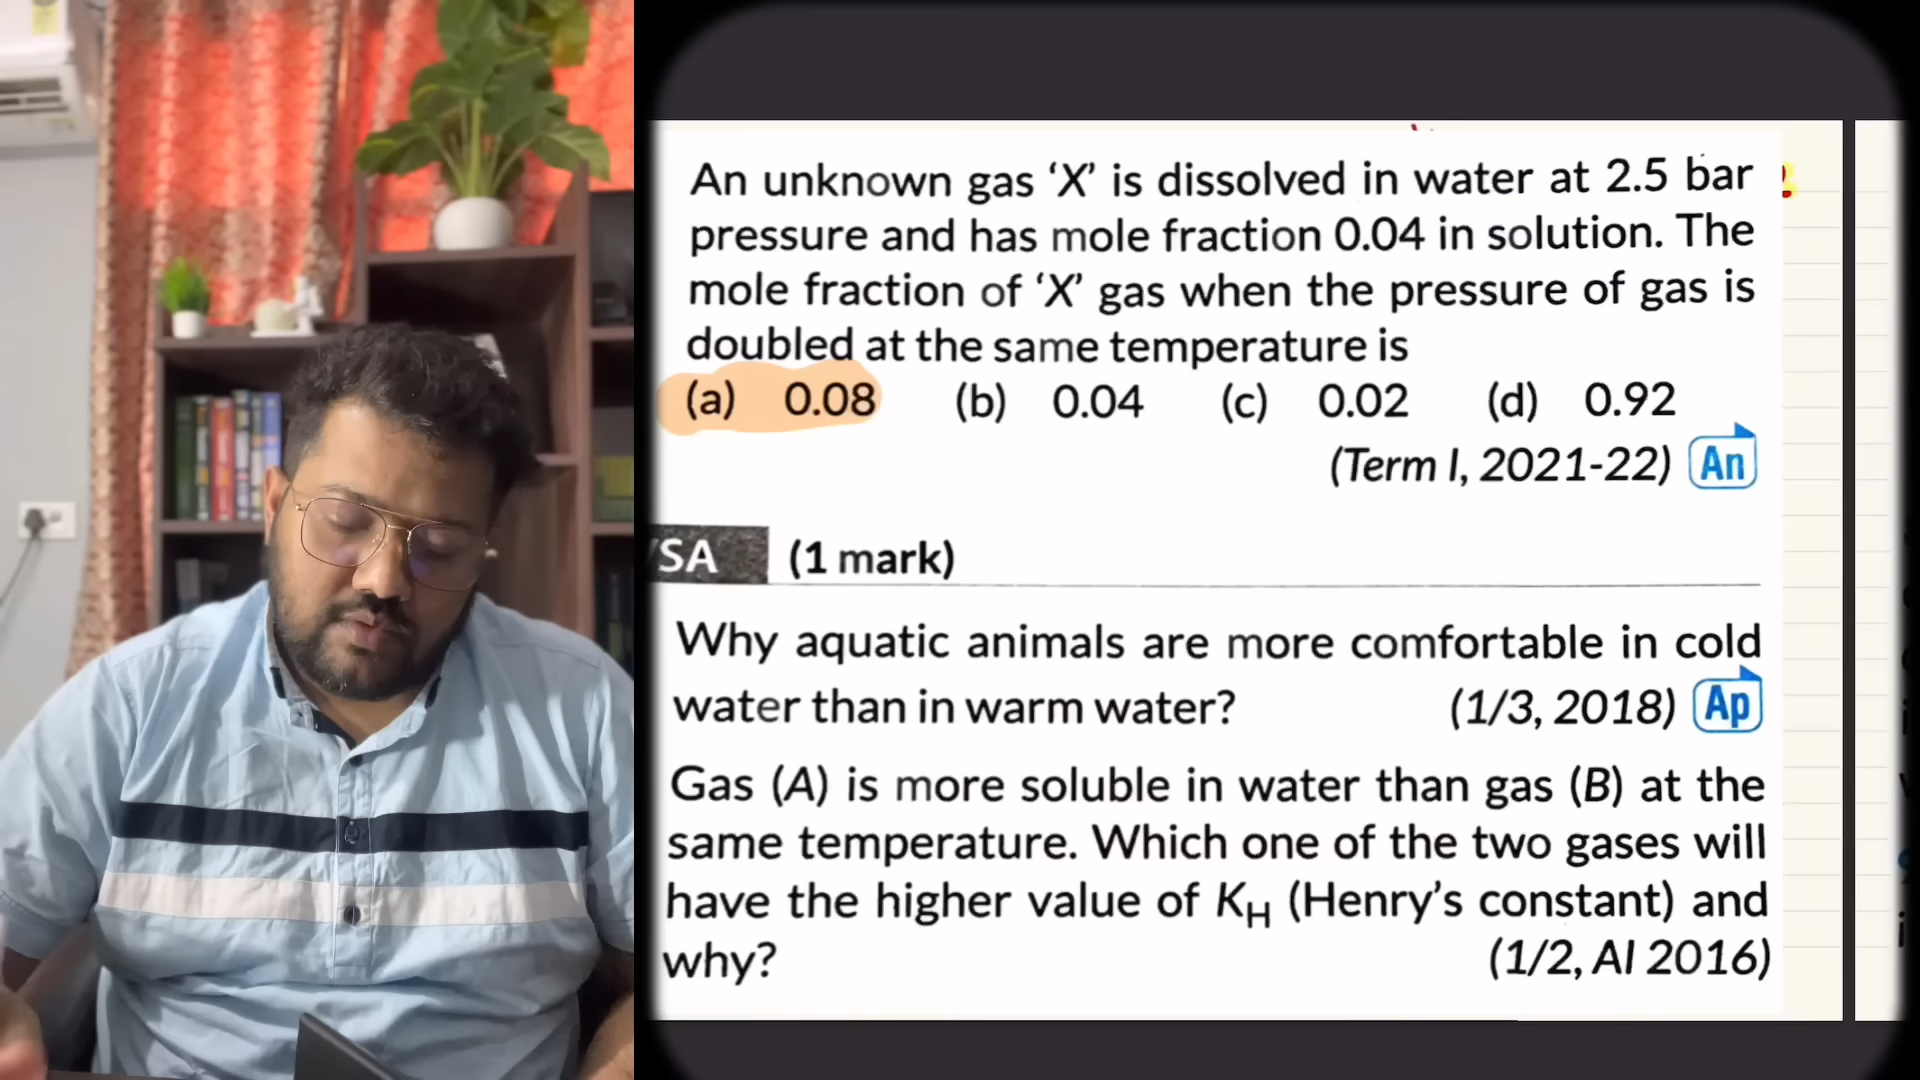 An unknown gas ‘X’ is dissolved in water at 2.5 bar
pressure and has mole fraction 0.04 in solution. The
mole fraction of ‘X’ gas when the pressure of gas is
doubled at the same temperature is
(a) 0.08 (b) 0.04 (c) 0.02 (d) 0.92
(Term I, 2021-22) An
VSA (1 mark)
Why aquatic animals are more comfortable in cold
water than in warm water? (1/3, 2018) Ap
Gas (A) is more soluble in water than gas (B) at the
same temperature. Which one of the two gases will
have the higher value of KH (Henry’s constant) and
why? (1/2, AI 2016)